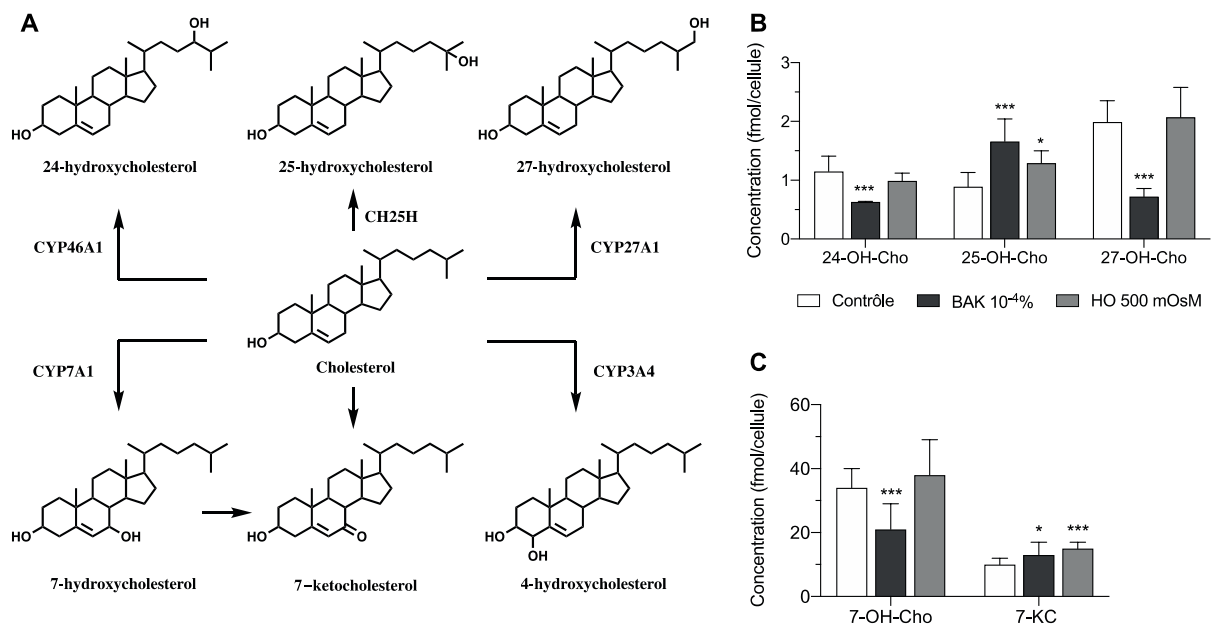 A
OH
HO
24-hydroxycholesterol
OH
HO
25-hydroxycholesterol
OH
HO
27-hydroxycholesterol
CYP46A1
CH25H
CYP27A1
HO
Cholesterol
CYP7A1
CYP3A4
HO
OH
7-hydroxycholesterol
HO
O
7–ketocholesterol
HO
OH
4-hydroxycholesterol
B
Concentration (fmol/cellule)
3
2
1
0
***
***
*
***
24-OH-Cho
25-OH-Cho
27-OH-Cho
Contrôle
BAK 10⁻⁴%
HO 500 mOsM
C
Concentration (fmol/cellule)
60
40
20
0
***
*
***
7-OH-Cho
7-KC